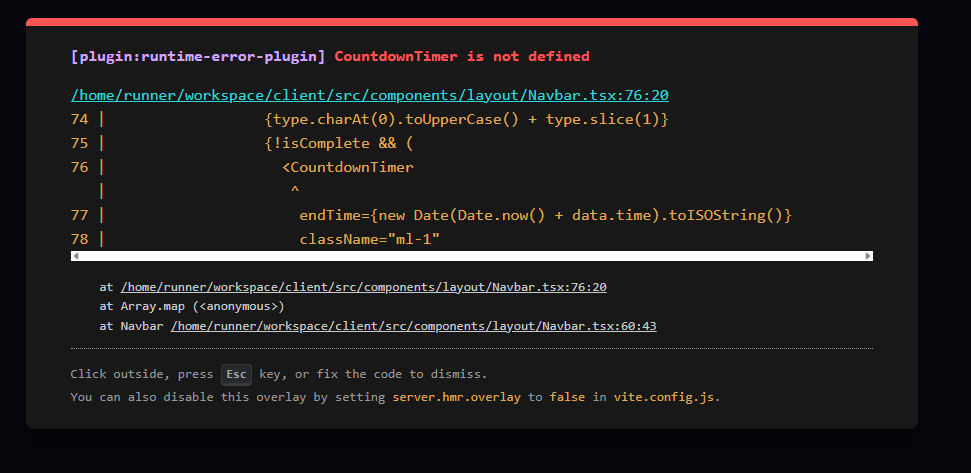 [plugin:runtime-error-plugin] CountdownTimer is not defined
/home/runner/workspace/client/src/components/layout/Navbar.tsx:76:20
74 |                  {type.charAt(0).toUpperCase() + type.slice(1)}
75 |                  {!isComplete && (
76 |                    <CountdownTimer
   |                     ^
77 |                      endTime={new Date(Date.now() + data.time).toISOString()}
78 |                      className="ml-1"
at /home/runner/workspace/client/src/components/layout/Navbar.tsx:76:20
at Array.map (<anonymous>)
at Navbar /home/runner/workspace/client/src/components/layout/Navbar.tsx:60:43
Click outside, press Esc key, or fix the code to dismiss.
You can also disable this overlay by setting server.hmr.overlay to false in vite.config.js.